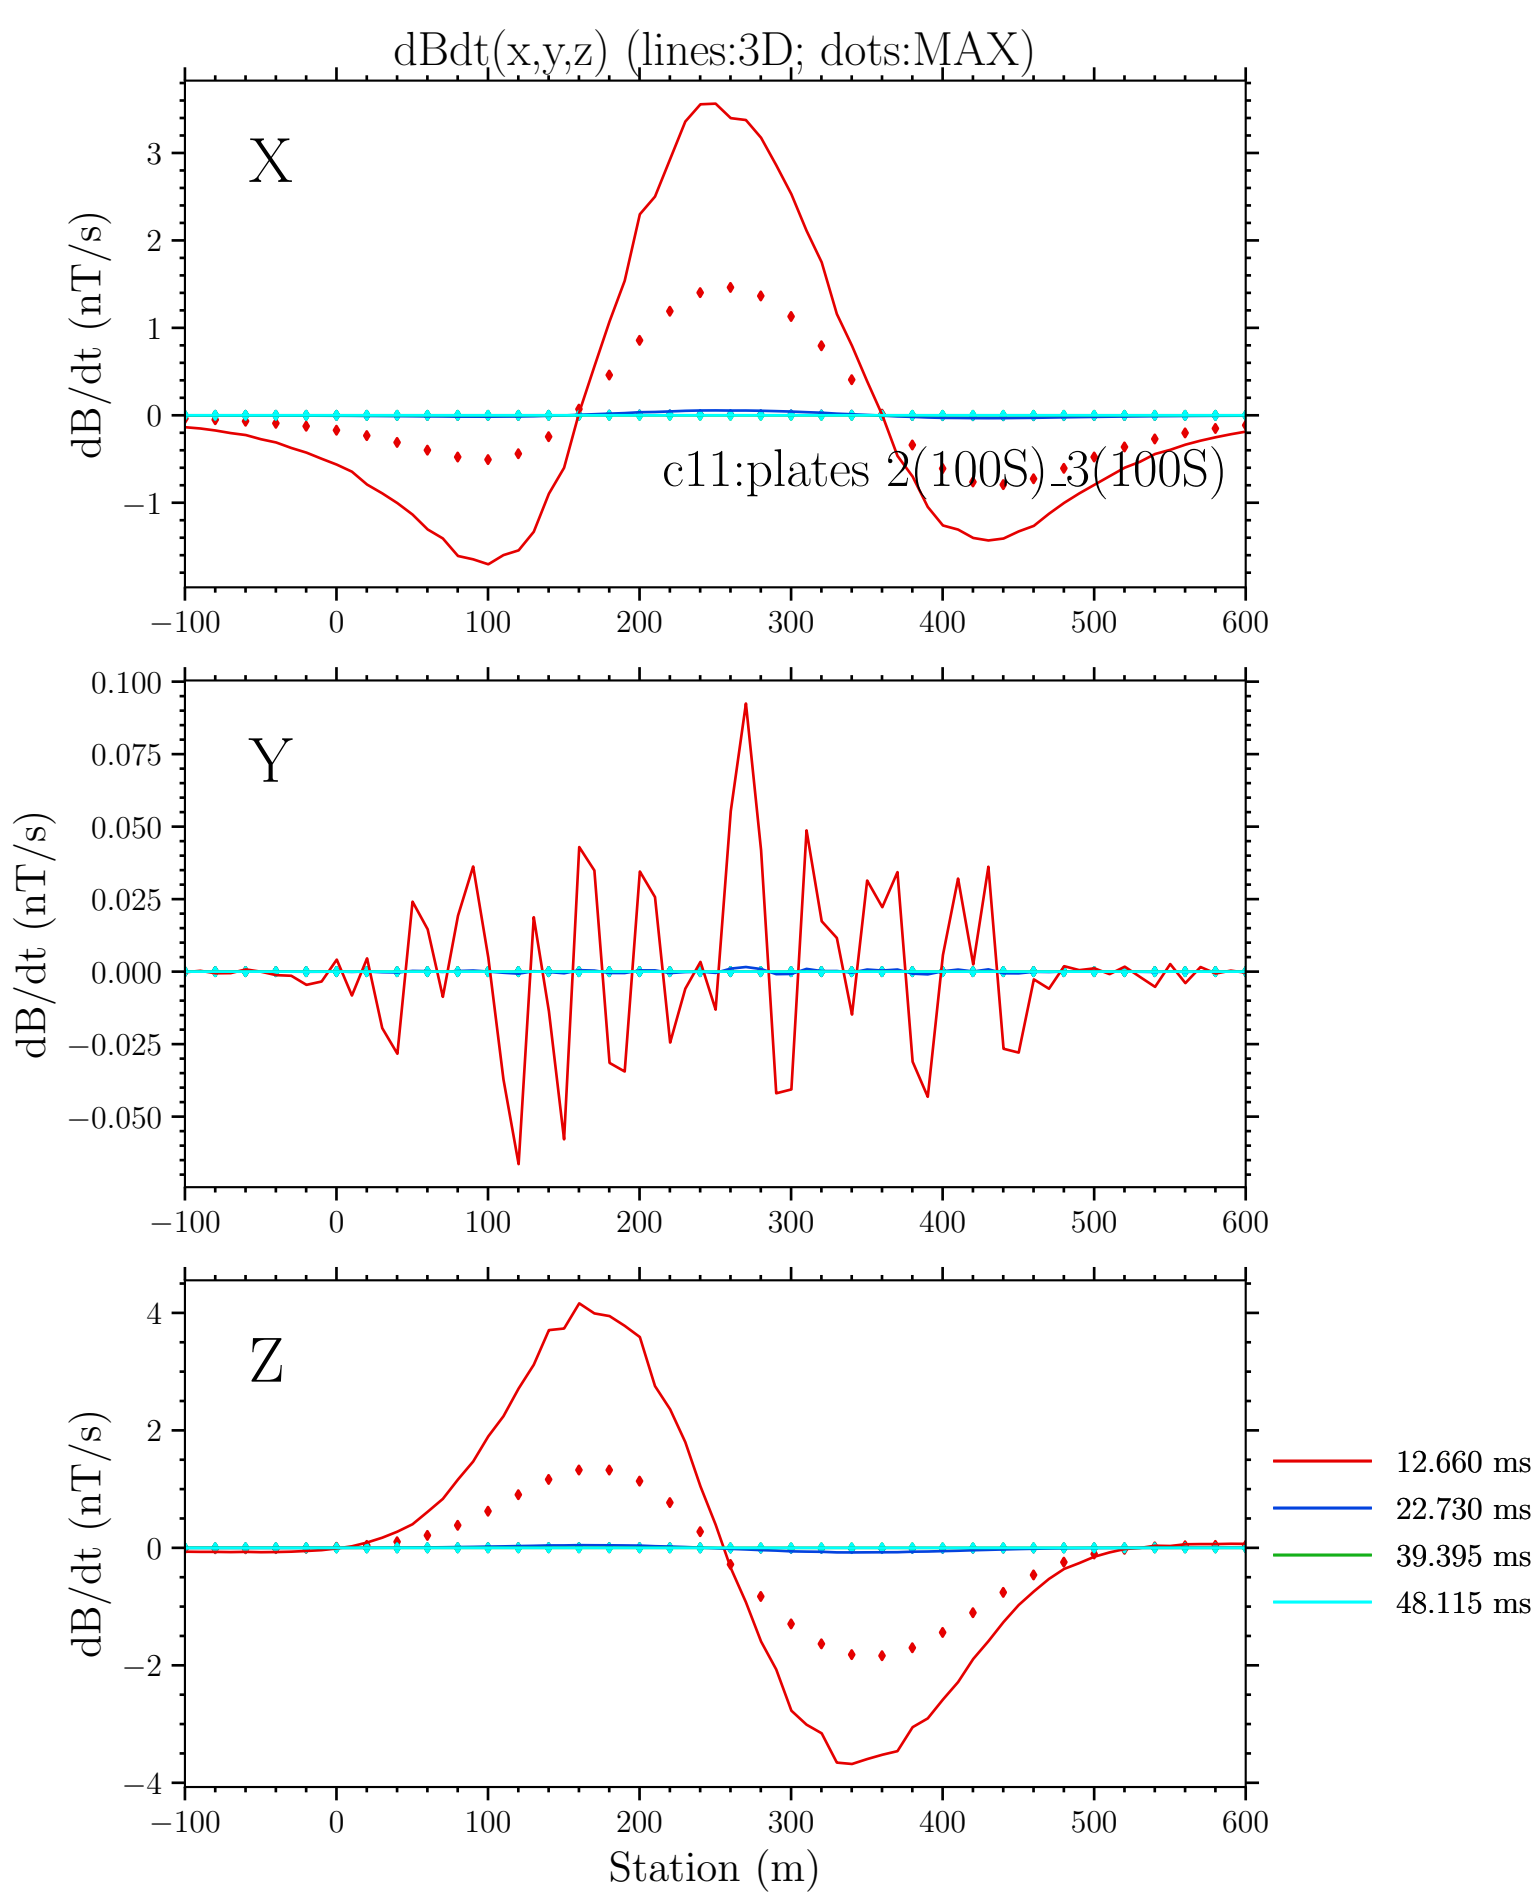 dBdt(x,y,z) (lines:3D; dots:MAX)
X
dB/dt (nT/s)
3
2
1
0
−1
c11:plates 2(100S)_3(100S)
−100 0 100 200 300 400 500 600
Y
dB/dt (nT/s)
0.100
0.075
0.050
0.025
0.000
−0.025
−0.050
−100 0 100 200 300 400 500 600
Z
dB/dt (nT/s)
4
2
0
−2
−4
−100 0 100 200 300 400 500 600
Station (m)
12.660 ms
22.730 ms
39.395 ms
48.115 ms